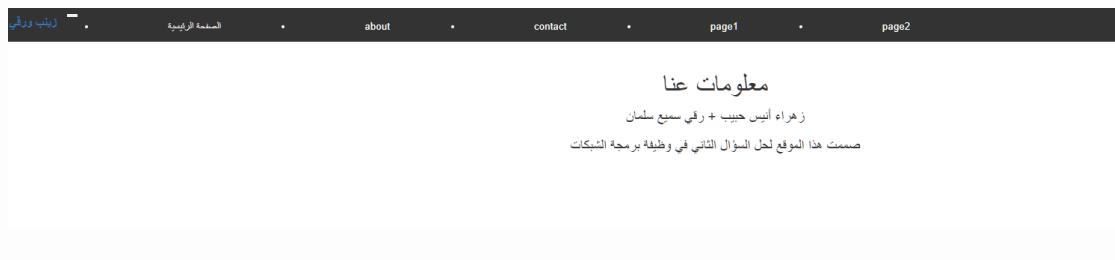 زينب ورقي
الصفحة الرئيسية
about
contact
page1
page2
معلومات عنا
زهراء أنيس حبيب + رقي سميع سلمان
صممت هذا الموقع لحل السؤال الثاني في وظيفة برمجة الشبكات